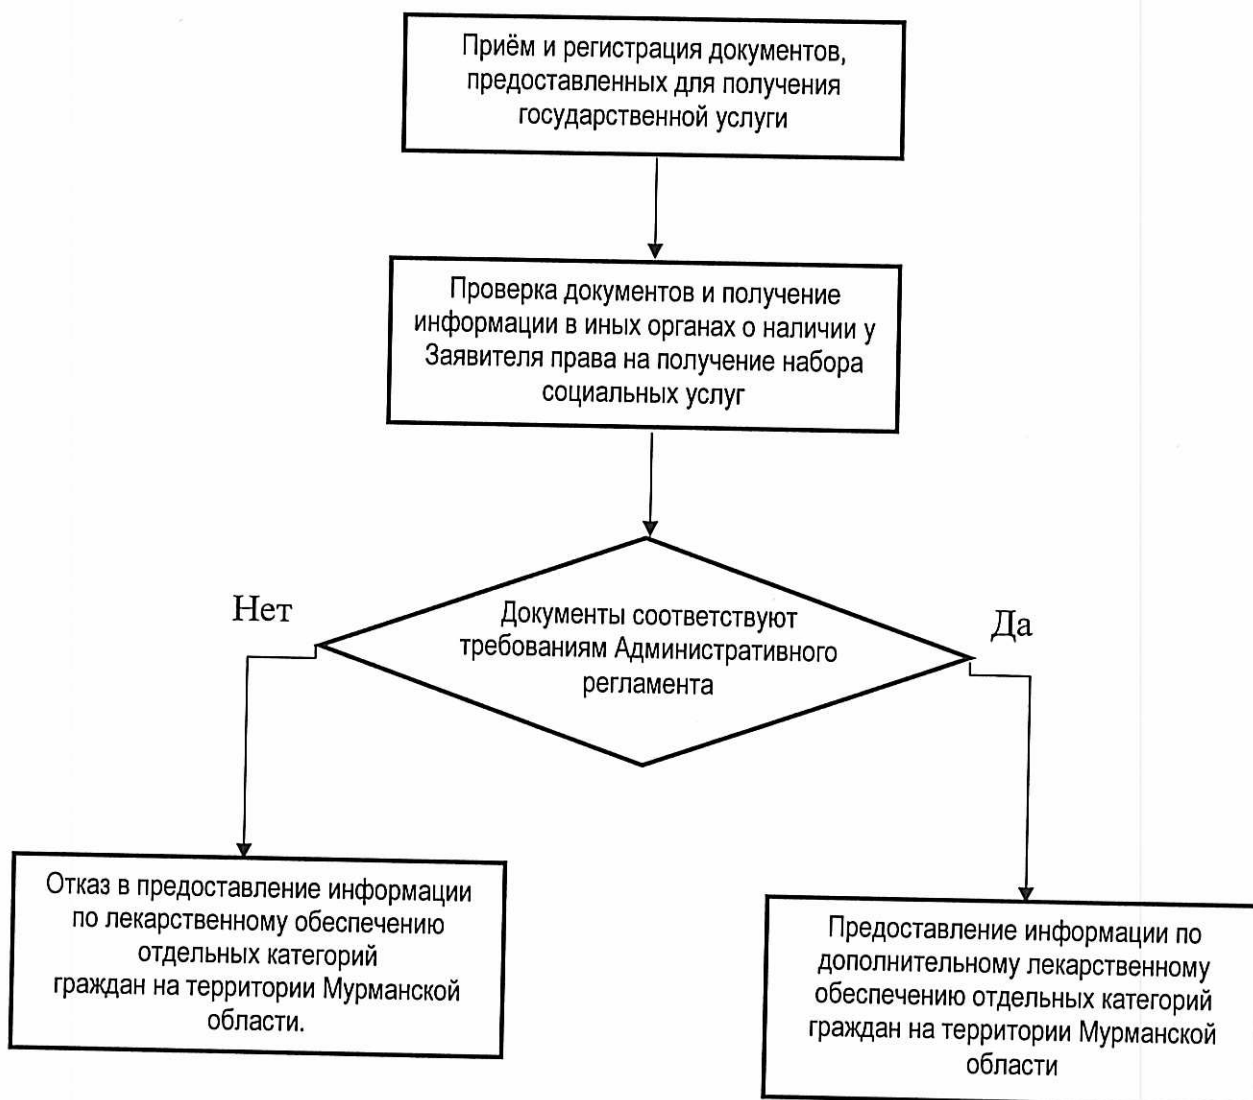 Приём и регистрация документов,
предоставленных для получения
государственной услуги
Проверка документов и получение
информации в иных органах о наличии у
Заявителя права на получение набора
социальных услуг
Нет
Документы соответствуют
требованиям Административного
регламента
Да
Отказ в предоставление информации
по лекарственному обеспечению
отдельных категорий
граждан на территории Мурманской
области.
Предоставление информации по
дополнительному лекарственному
обеспечению отдельных категорий
граждан на территории Мурманской
области